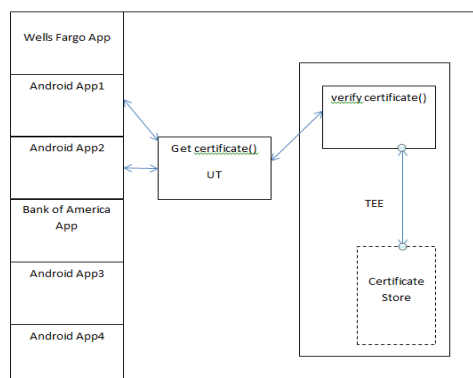 Wells Fargo App
Android App1
Android App2
Bank of America
App
Android App3
Android App4
Get certificate()
UT
verify certificate()
TEE
Certificate
Store